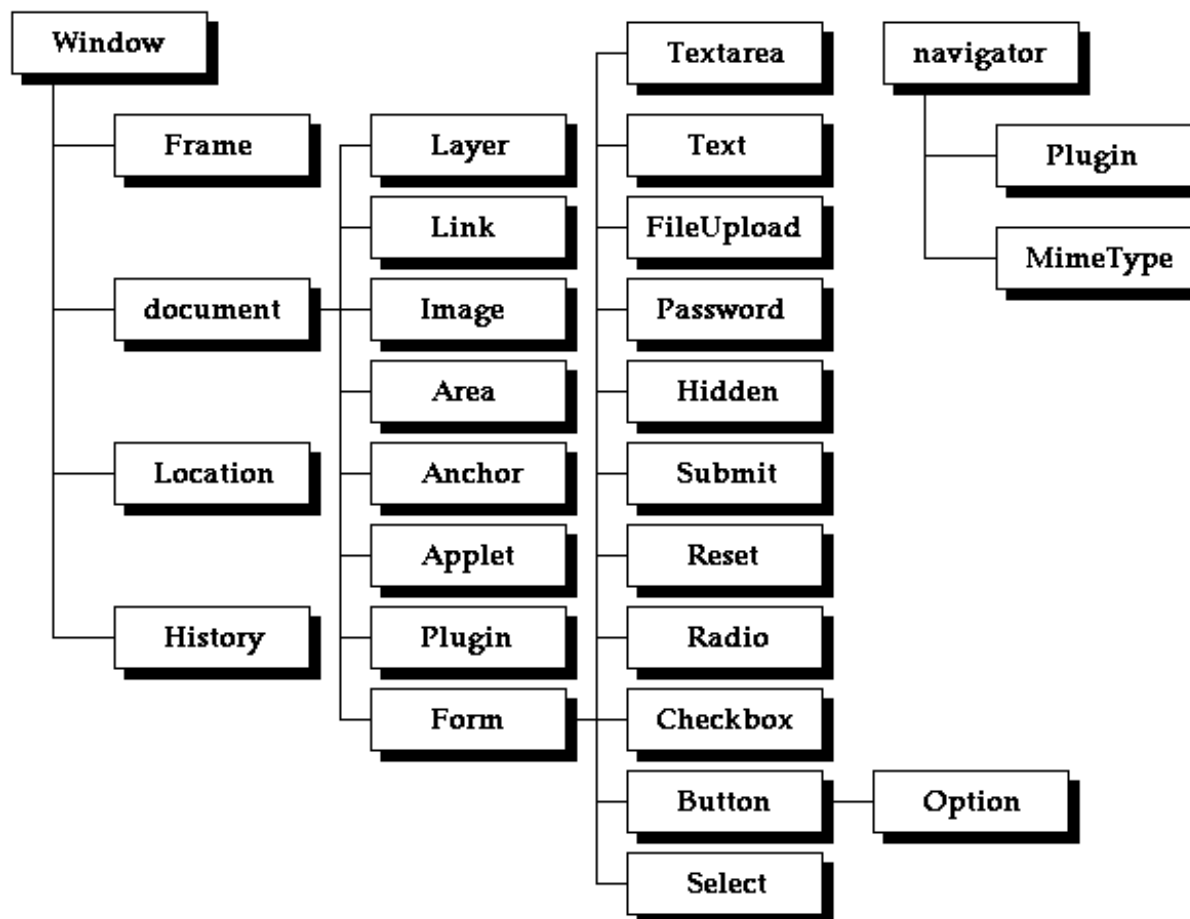 Window
Frame
document
Location
History
Layer
Link
Image
Area
Anchor
Applet
Plugin
Form
Textarea
Text
FileUpload
Password
Hidden
Submit
Reset
Radio
Checkbox
Button
Select
Option
navigator
Plugin
MimeType